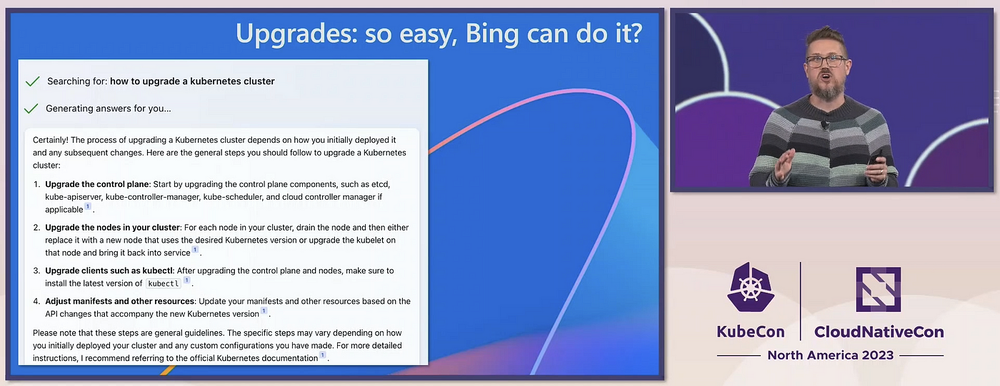 Upgrades: so easy, Bing can do it?
Searching for: how to upgrade a kubernetes cluster
Generating answers for you...
Certainly! The process of upgrading a Kubernetes cluster depends on how you initially deployed it
and any subsequent changes. Here are the general steps you should follow to upgrade a Kubernetes
cluster:
1. Upgrade the control plane: Start by upgrading the control plane components, such as etcd,
kube-apiserver, kube-controller-manager, kube-scheduler, and cloud controller manager if
applicable 1 .
2. Upgrade the nodes in your cluster: For each node in your cluster, drain the node and then either
replace it with a new node that uses the desired Kubernetes version or upgrade the kubelet on
that node and bring it back into service 1 .
3. Upgrade clients such as kubectl: After upgrading the control plane and nodes, make sure to
install the latest version of kubectl 1 .
4. Adjust manifests and other resources: Update your manifests and other resources based on the
API changes that accompany the new Kubernetes version 1 .
Please note that these steps are general guidelines. The specific steps may vary depending on how
you initially deployed your cluster and any custom configurations you have made. For more detailed
instructions, I recommend referring to the official Kubernetes documentation 1 .
KubeCon
CloudNativeCon
North America 2023